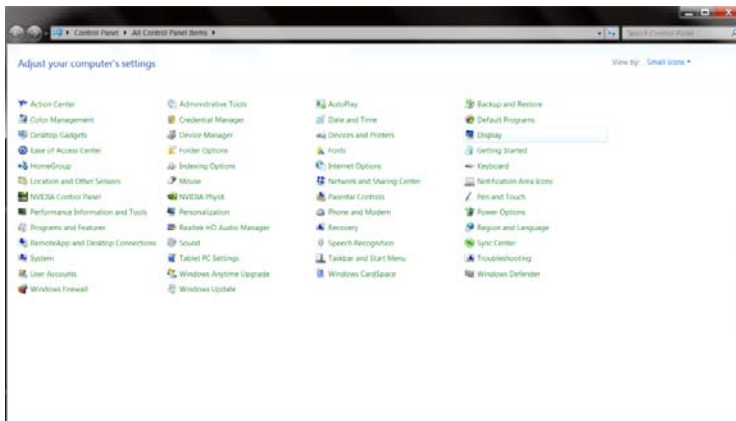 Control Panel ▸ All Control Panel Items ▸ Search Control Panel
Adjust your computer's settings View by: Small icons
Action Center Administrative Tools AutoPlay Backup and Restore
Color Management Credential Manager Date and Time Default Programs
Desktop Gadgets Device Manager Devices and Printers Display
Ease of Access Center Folder Options Fonts Getting Started
HomeGroup Indexing Options Internet Options Keyboard
Location and Other Sensors Mouse Network and Sharing Center Notification Area Icons
NVIDIA Control Panel NVIDIA PhysX Parental Controls Pen and Touch
Performance Information and Tools Personalization Phone and Modem Power Options
Programs and Features Realtek HD Audio Manager Recovery Region and Language
RemoteApp and Desktop Connections Sound Speech Recognition Sync Center
System Tablet PC Settings Taskbar and Start Menu Troubleshooting
User Accounts Windows Anytime Upgrade Windows CardSpace Windows Defender
Windows Firewall Windows Update